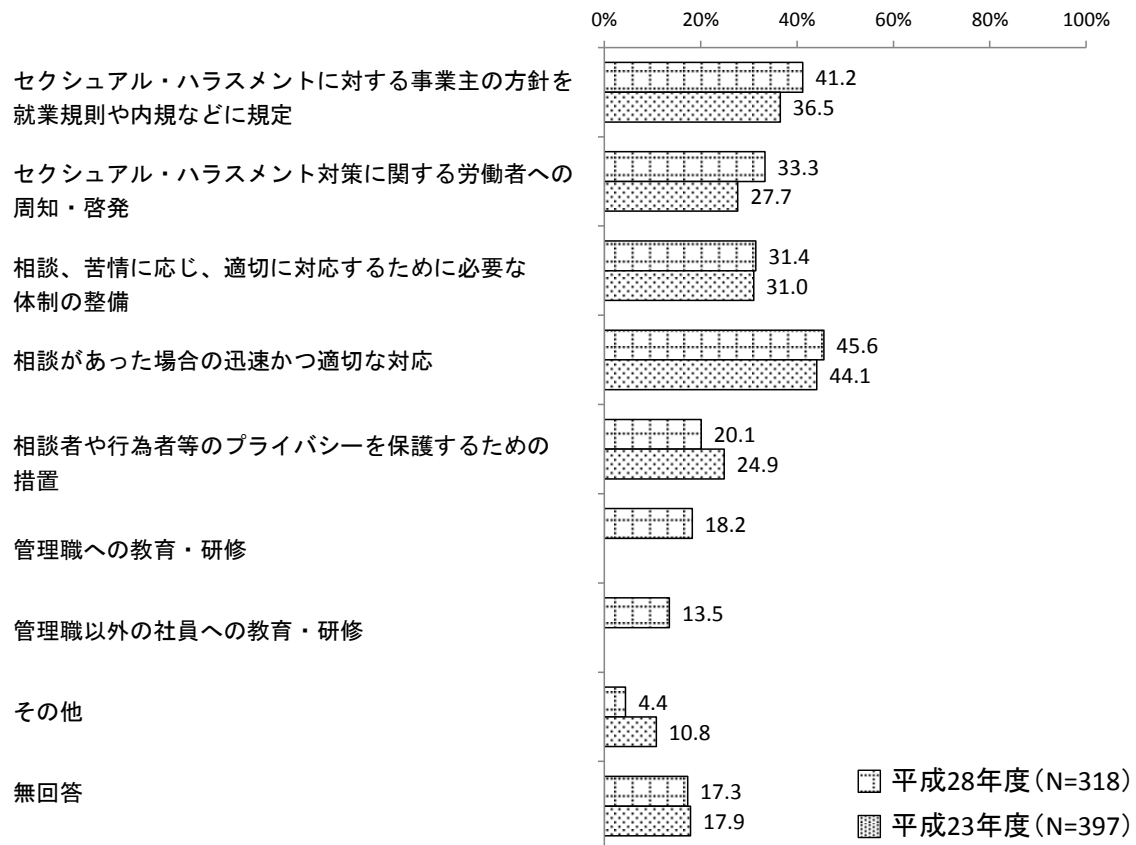 0% 20% 40% 60% 80% 100%
セクシュアル・ハラスメントに対する事業主の方針を
就業規則や内規などに規定
41.2
36.5
セクシュアル・ハラスメント対策に関する労働者への
周知・啓発
33.3
27.7
相談、苦情に応じ、適切に対応するために必要な
体制の整備
31.4
31.0
相談があった場合の迅速かつ適切な対応
45.6
44.1
相談者や行為者等のプライバシーを保護するための
措置
20.1
24.9
管理職への教育・研修
18.2
管理職以外の社員への教育・研修
13.5
その他
4.4
10.8
無回答
17.3
17.9
平成28年度(N=318)
平成23年度(N=397)